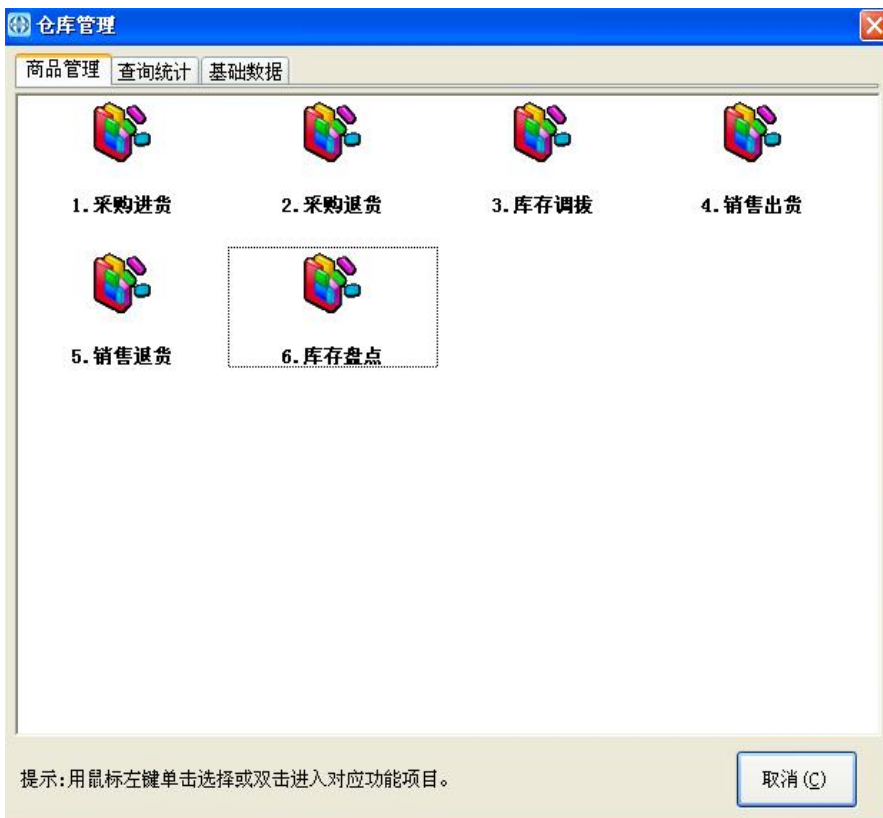 仓库管理
商品管理 查询统计 基础数据
1.采购进货 2.采购退货 3.库存调拔 4.销售出货
5.销售退货 6.库存盘点
提示:用鼠标左键单击选择或双击进入对应功能项目。 取消(C)